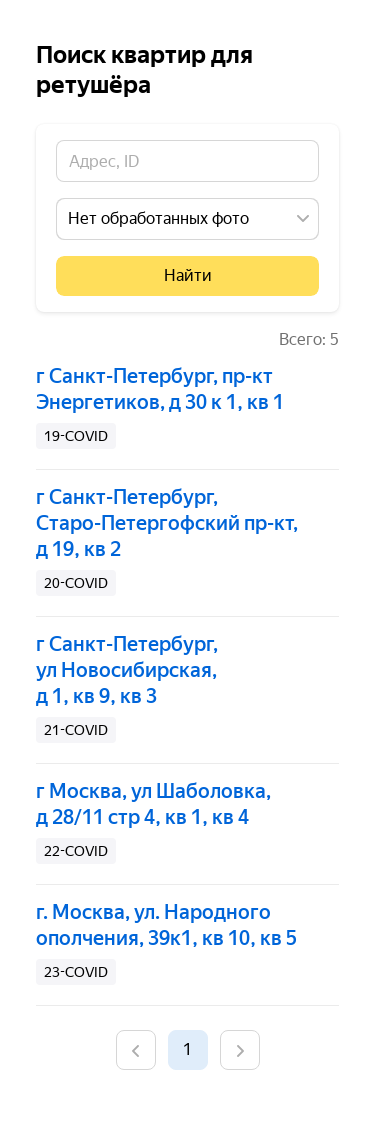 Поиск квартир для
ретушёра
Адрес, ID
Нет обработанных фото
Найти
Всего: 5
г Санкт-Петербург, пр-кт
Энергетиков, д 30 к 1, кв 1
19-COVID
г Санкт-Петербург,
Старо-Петергофский пр-кт,
д 19, кв 2
20-COVID
г Санкт-Петербург,
ул Новосибирская,
д 1, кв 9, кв 3
21-COVID
г Москва, ул Шаболовка,
д 28/11 стр 4, кв 1, кв 4
22-COVID
г. Москва, ул. Народного
ополчения, 39к1, кв 10, кв 5
23-COVID
1